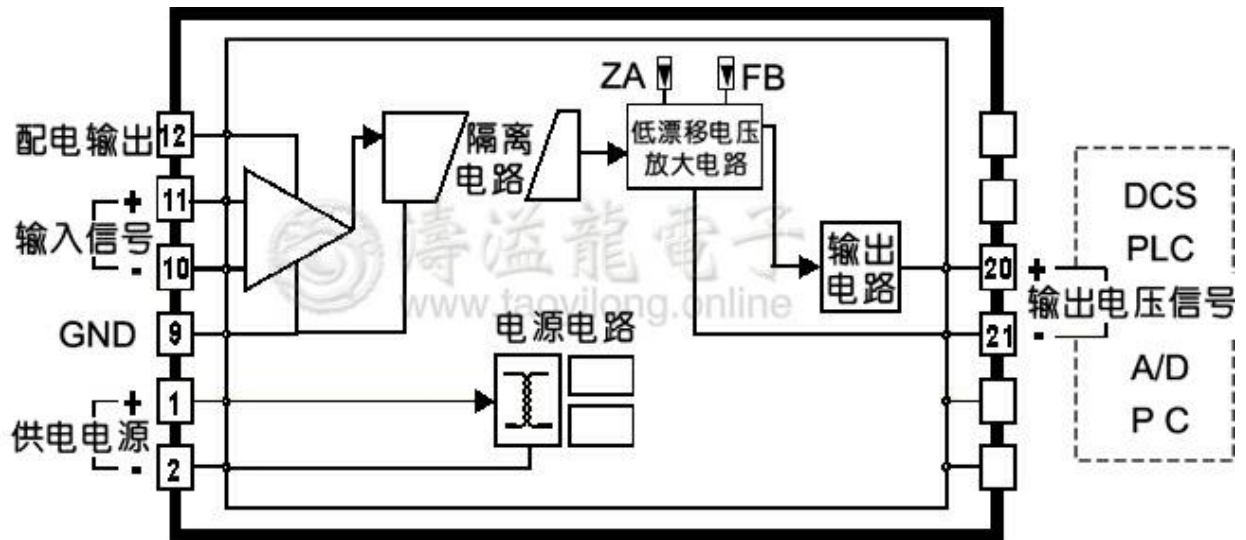 ZA
FB
配电输出
12
隔离
电路
低漂移电压
放大电路
+
11
输入信号
-
10
DCS
PLC
濤溢龍電子
www.taoyilong.online
输出
电路
20
+
输出电压信号
GND
9
电源电路
21
-
+
1
供电电源
-
2
A/D
P C